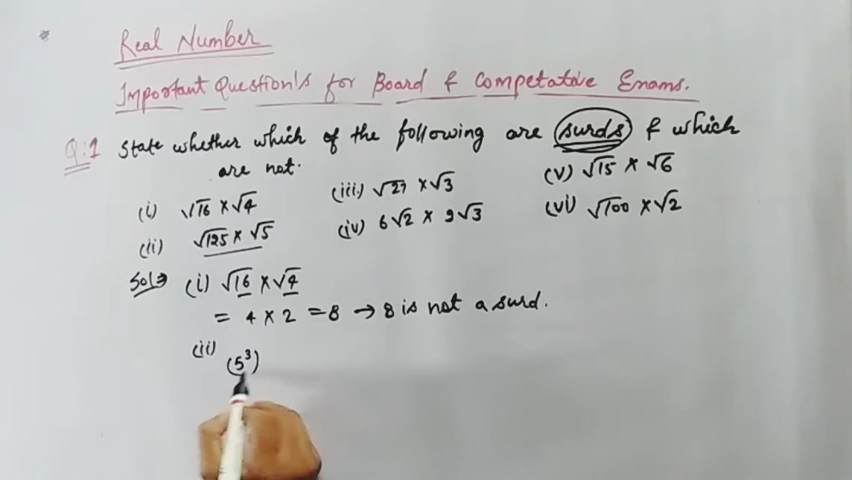 Real Number
Important Question's for Board & Competative Exams.
Q:1 State whether which of the following are surds & which
are not.
(i) √16 × √4
(ii) √125 × √5
(iii) √27 × √3
(iv) 6√2 × 9√3
(v) √15 × √6
(vi) √100 × √2
Sol⇒ (i) √16 × √4
= 4 × 2 = 8 → 8 is not a surd.
(ii) (5³)